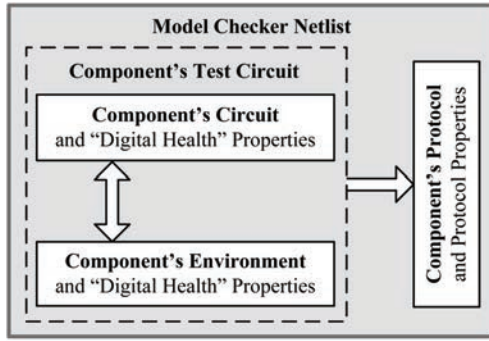 Model Checker Netlist
Component's Test Circuit
Component's Circuit
and “Digital Health” Properties
Component's Environment
and “Digital Health” Properties
Component's Protocol
and Protocol Properties